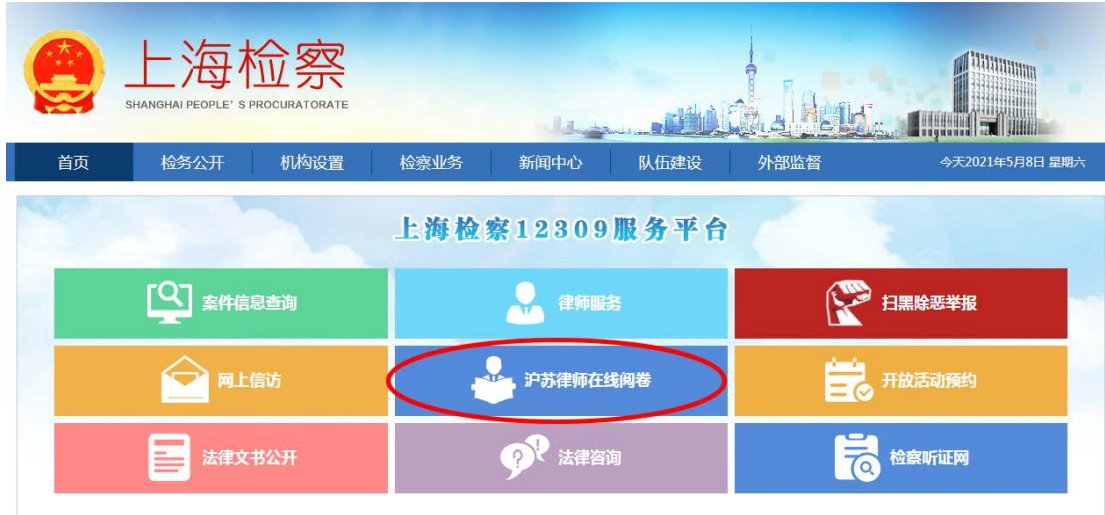 上海检察
SHANGHAI PEOPLE' S PROCURATORATE
首页 检务公开 机构设置 检察业务 新闻中心 队伍建设 外部监督 今天2021年5月8日 星期六
上海检察12309服务平台
案件信息查询 律师服务 扫黑除恶举报
网上信访 沪苏律师在线阅卷 开放活动预约
法律文书公开 法律咨询 检察听证网